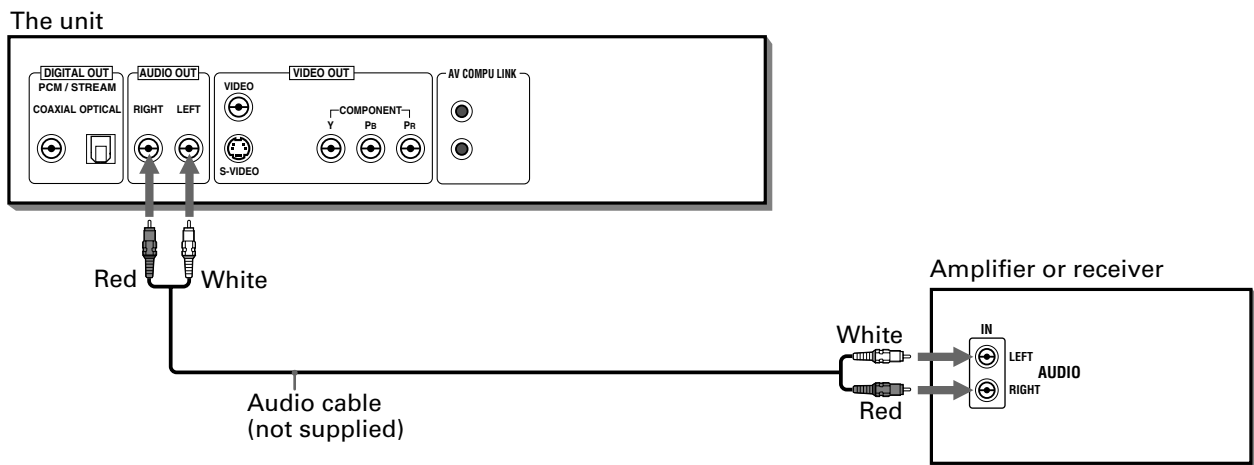 The unit
DIGITAL OUT
PCM / STREAM
COAXIAL OPTICAL
AUDIO OUT
RIGHT LEFT
VIDEO OUT
VIDEO
S-VIDEO
COMPONENT
Y PB PR
AV COMPU LINK
Red White
Audio cable
(not supplied)
Amplifier or receiver
White
Red
IN
LEFT
AUDIO
RIGHT